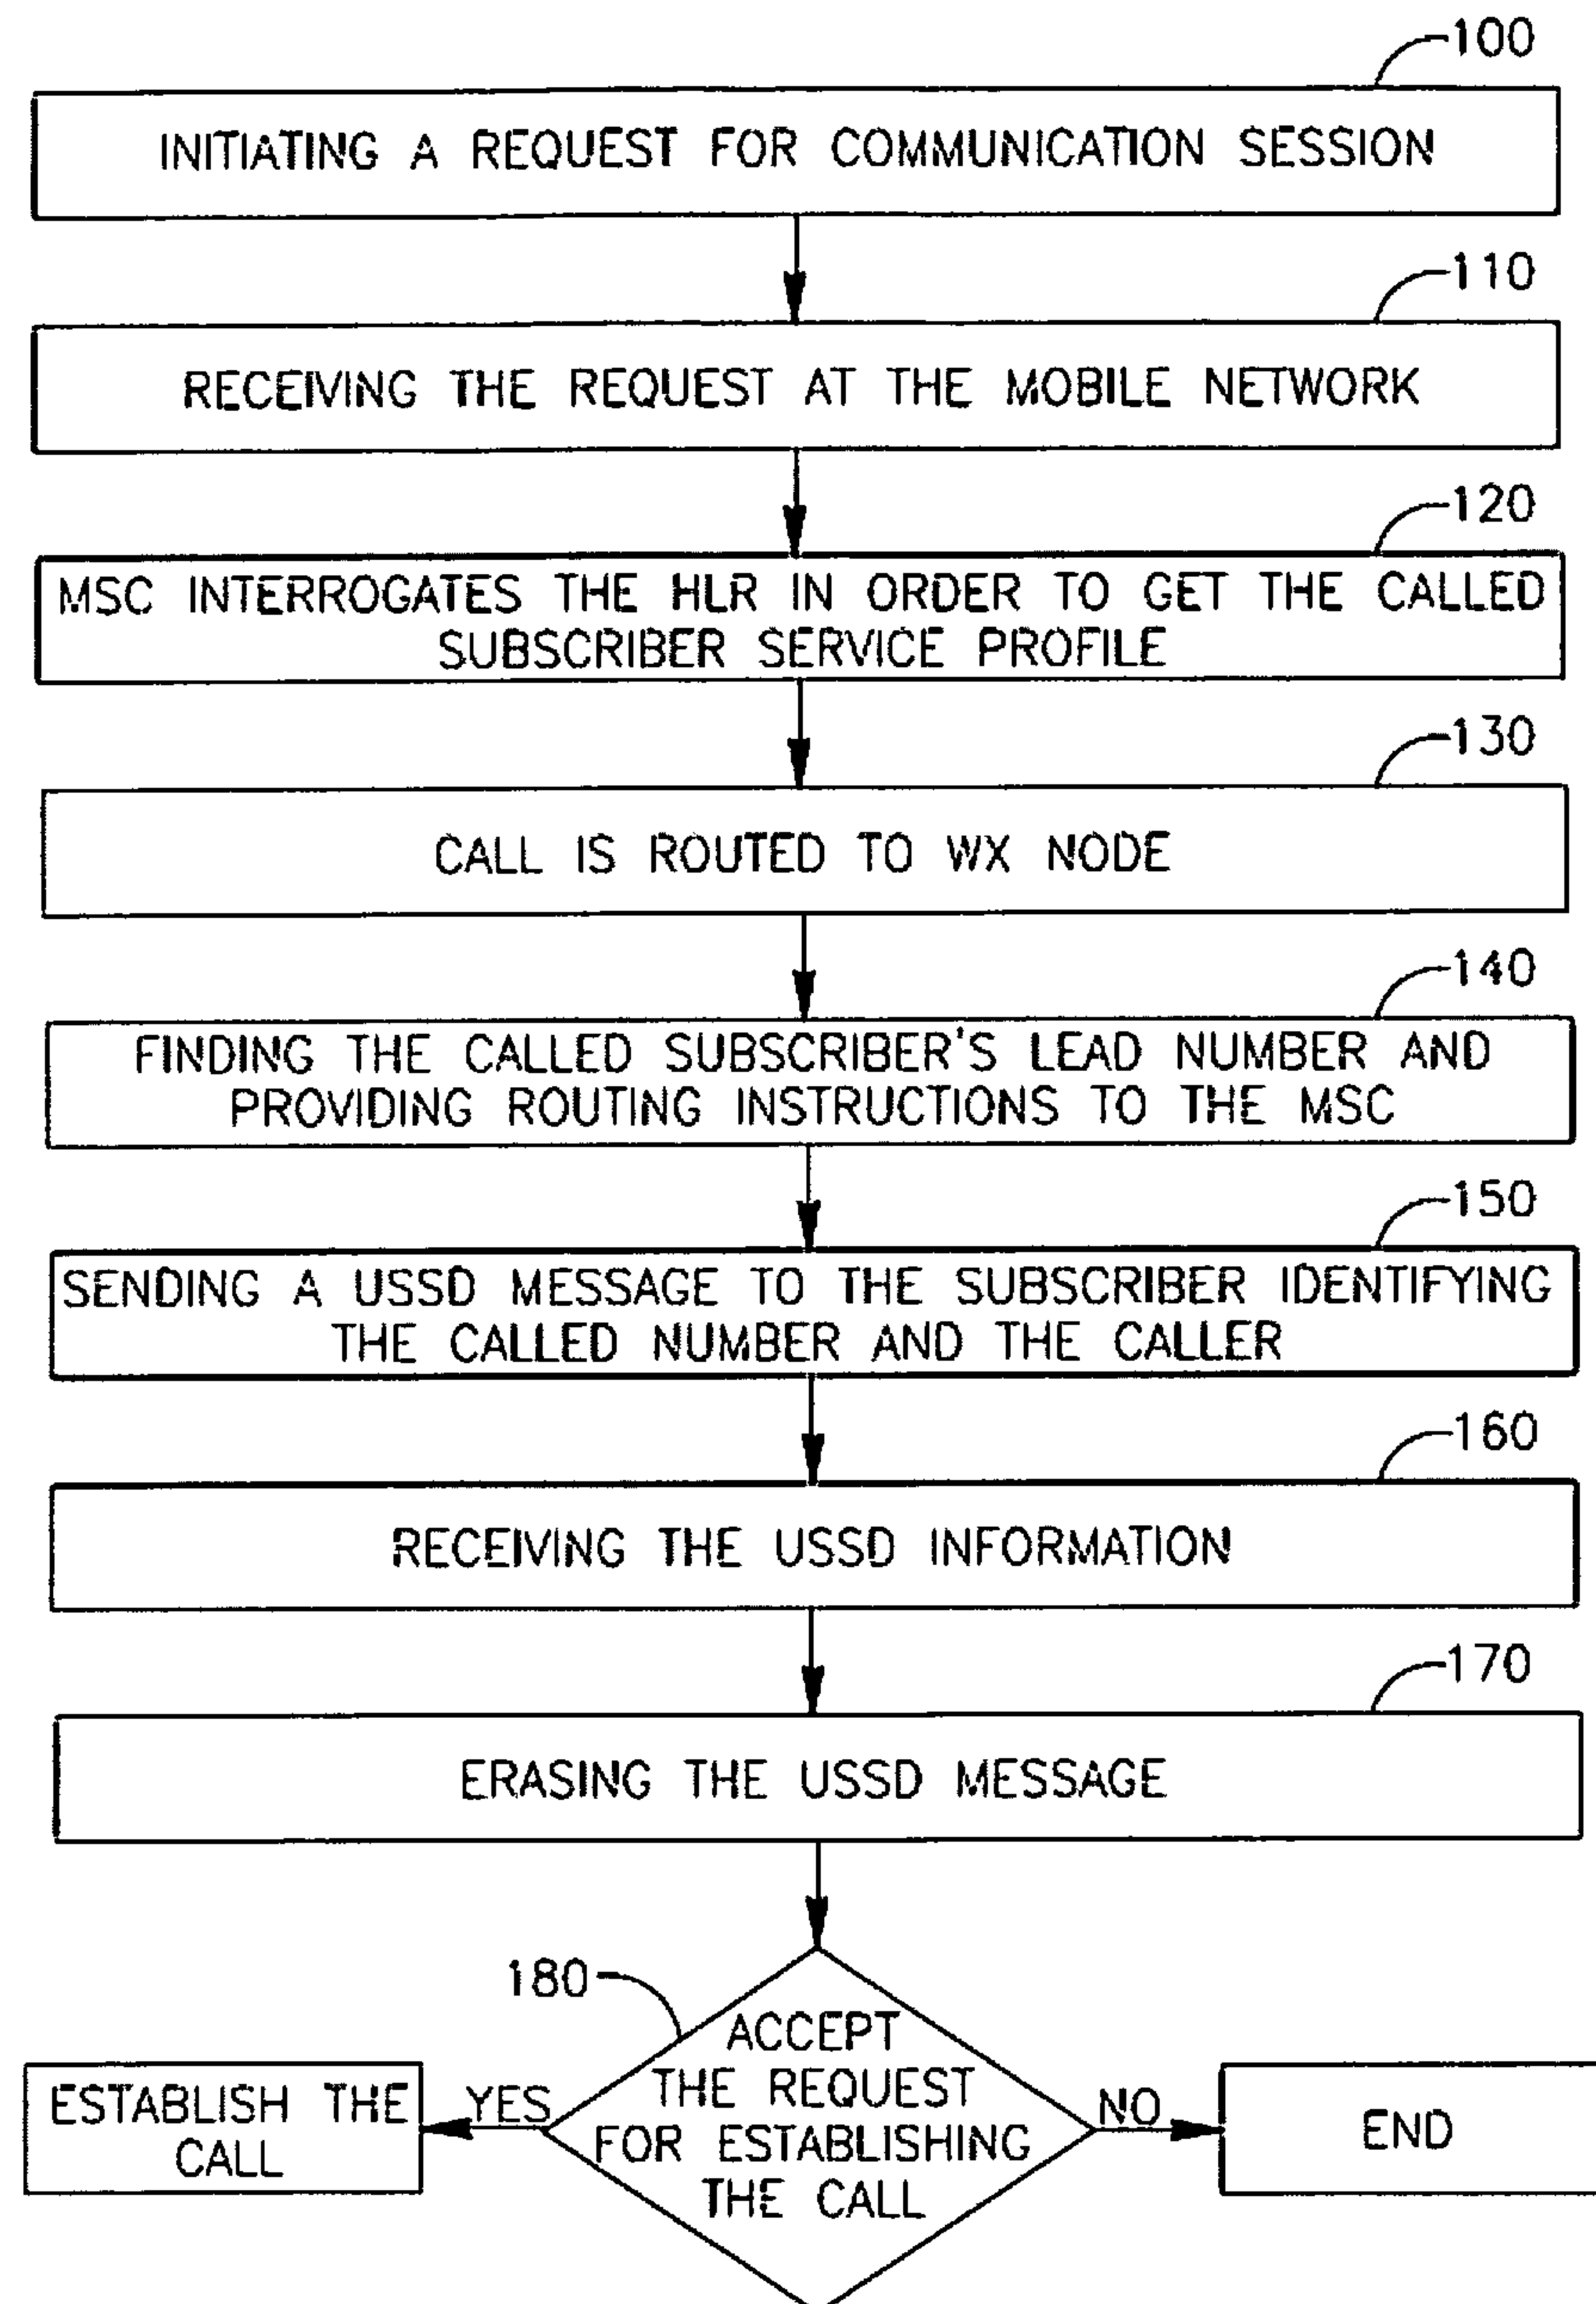 100
INITIATING A REQUEST FOR COMMUNICATION SESSION
110
RECEIVING THE REQUEST AT THE MOBILE NETWORK
120
MSC INTERROGATES THE HLR IN ORDER TO GET THE CALLED
SUBSCRIBER SERVICE PROFILE
130
CALL IS ROUTED TO WX NODE
140
FINDING THE CALLED SUBSCRIBER'S LEAD NUMBER AND
PROVIDING ROUTING INSTRUCTIONS TO THE MSC
150
SENDING A USSD MESSAGE TO THE SUBSCRIBER IDENTIFYING
THE CALLED NUMBER AND THE CALLER
160
RECEIVING THE USSD INFORMATION
170
ERASING THE USSD MESSAGE
180
ACCEPT
THE REQUEST
FOR ESTABLISHING
THE CALL
YES
ESTABLISH THE
CALL
NO
END